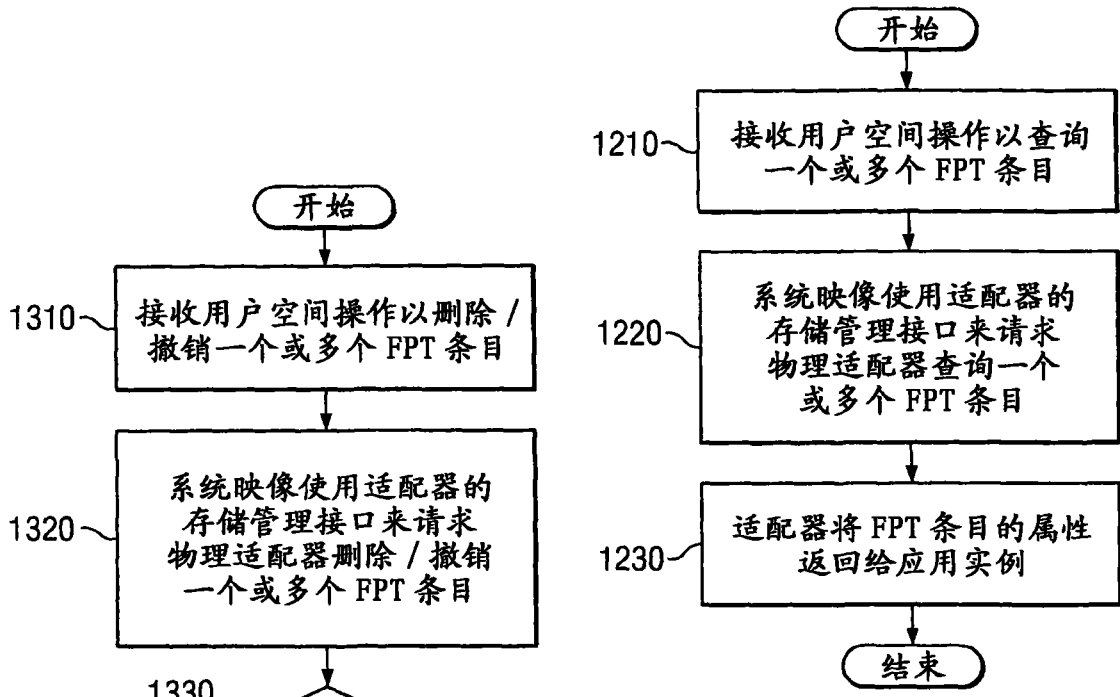 开始
1310
接收用户空间操作以删除 /
撤销一个或多个 FPT 条目
1320
系统映像使用适配器的
存储管理接口来请求
物理适配器删除 / 撤销
一个或多个 FPT 条目
1330
开始
1210
接收用户空间操作以查询
一个或多个 FPT 条目
1220
系统映像使用适配器的
存储管理接口来请求
物理适配器查询一个
或多个 FPT 条目
1230
适配器将 FPT 条目的属性
返回给应用实例
结束